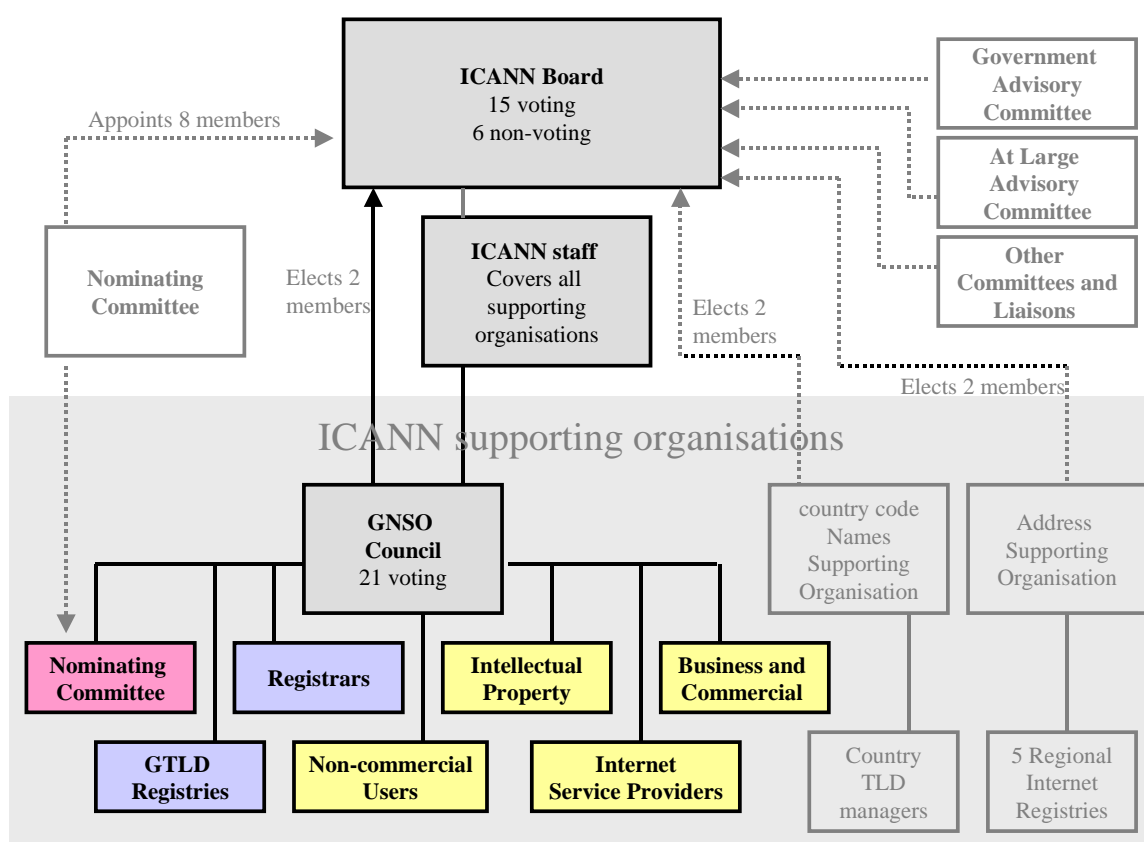 ICANN Board
15 voting
6 non-voting
Government
Advisory
Committee
Appoints 8 members
At Large
Advisory
Committee
Nominating
Committee
Elects 2
members
ICANN staff
Covers all
supporting
organisations
Elects 2
members
Other
Committees and
Liaisons
Elects 2 members
ICANN supporting organisations
GNSO
Council
21 voting
country code
Names
Supporting
Organisation
Address
Supporting
Organisation
Nominating
Committee
Registrars
Intellectual
Property
Business and
Commercial
GTLD
Registries
Non-commercial
Users
Internet
Service Providers
Country
TLD
managers
5 Regional
Internet
Registries